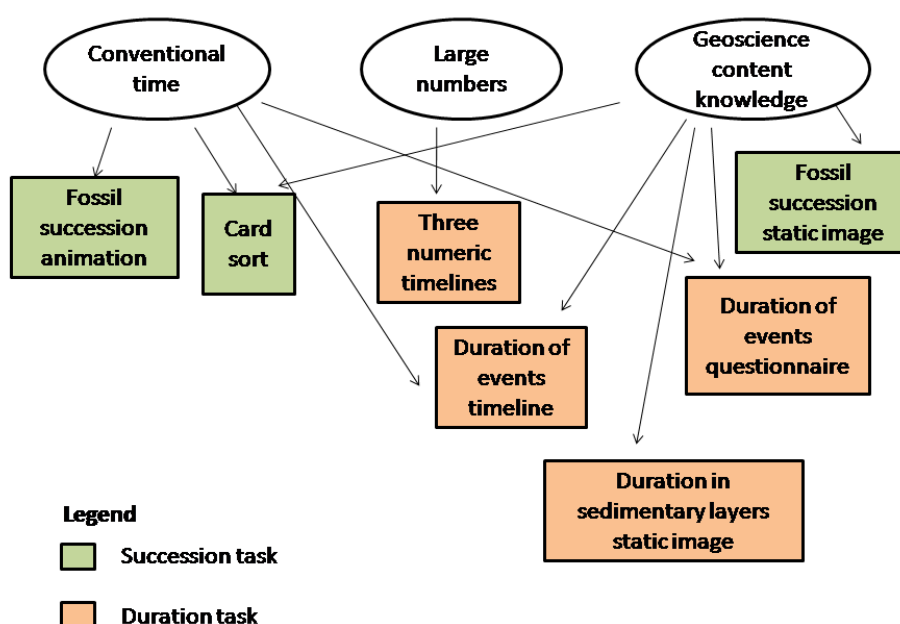 Conventional
time
Large
numbers
Geoscience
content
knowledge
Fossil
succession
animation
Card
sort
Three
numeric
timelines
Fossil
succession
static image
Duration of
events
timeline
Duration of
events
questionnaire
Duration in
sedimentary layers
static image
Legend
Succession task
Duration task